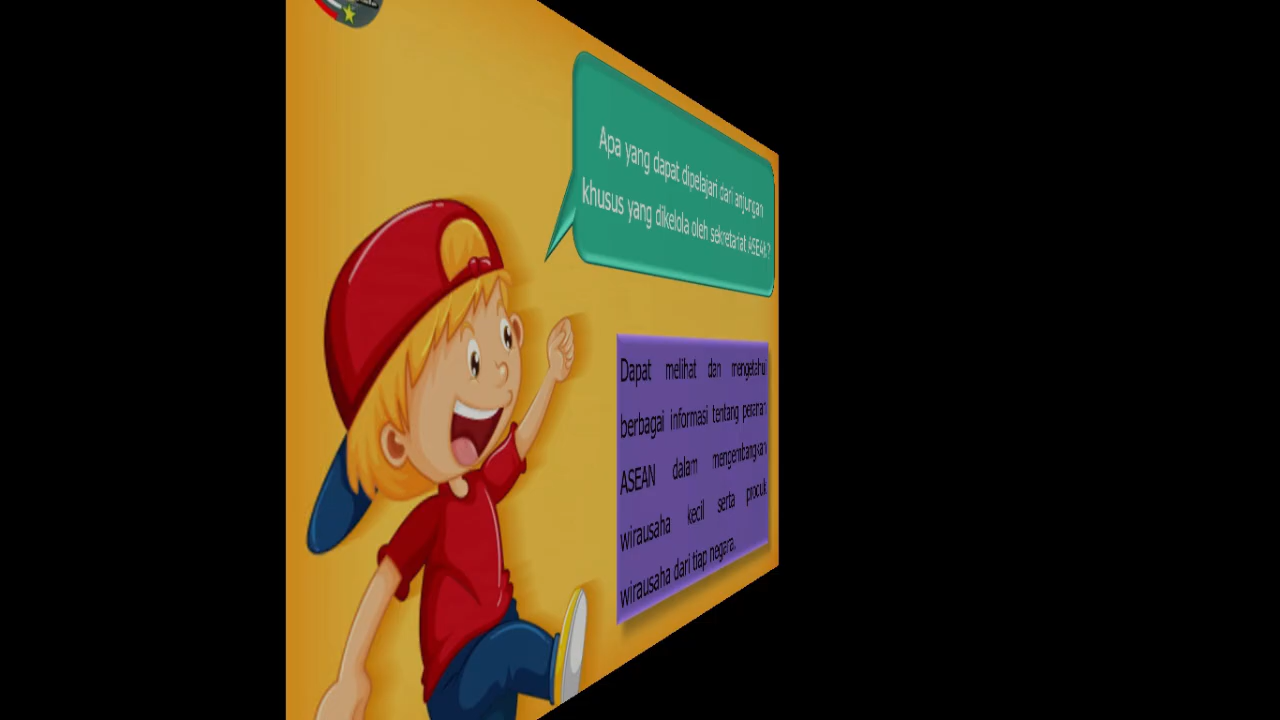 Apa yang dapat dipelajari dari anjungan
khusus yang dikelola oleh sekretariat ASEAN?
Dapat melihat dan mengetahui
berbagai informasi tentang peranan
ASEAN dalam mengembangkan
wirausaha kecil serta produk
wirausaha dari tiap negara.